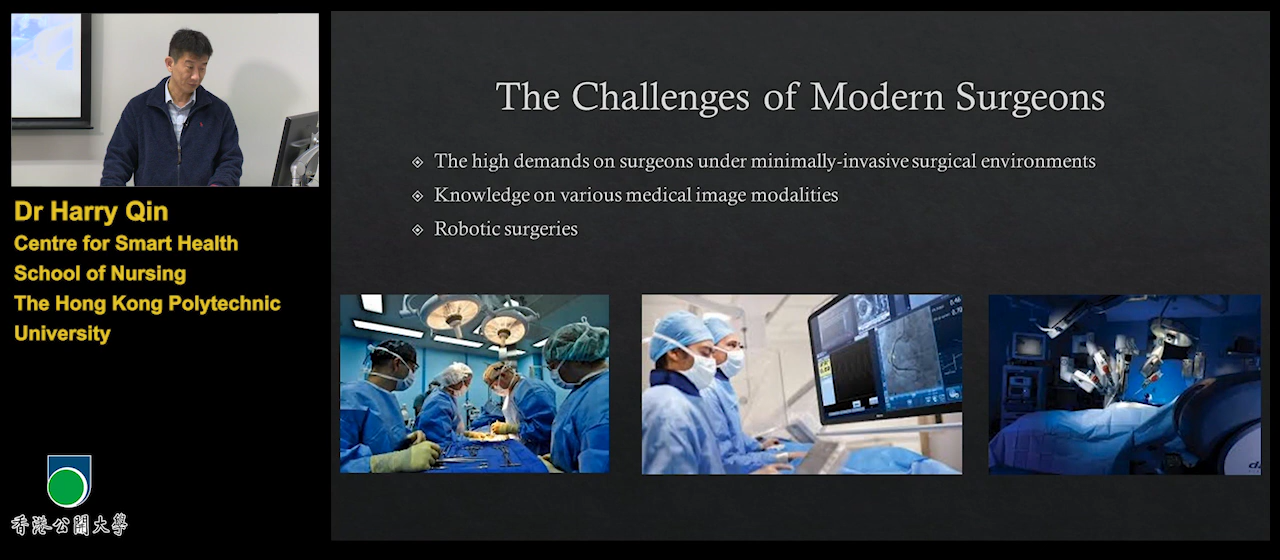 Dr Harry Qin
Centre for Smart Health
School of Nursing
The Hong Kong Polytechnic
University
香港公開大學
The Challenges of Modern Surgeons
The high demands on surgeons under minimally-invasive surgical environments
Knowledge on various medical image modalities
Robotic surgeries